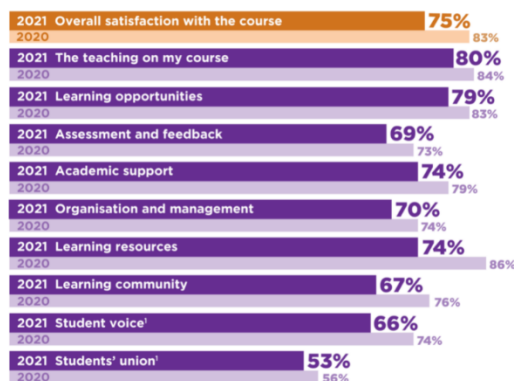 2021 Overall satisfaction with the course 75%
2020 83%
2021 The teaching on my course 80%
2020 84%
2021 Learning opportunities 79%
2020 83%
2021 Assessment and feedback 69%
2020 73%
2021 Academic support 74%
2020 79%
2021 Organisation and management 70%
2020 74%
2021 Learning resources 74%
2020 86%
2021 Learning community 67%
2020 76%
2021 Student voice¹ 66%
2020 74%
2021 Students' union¹ 53%
2020 56%